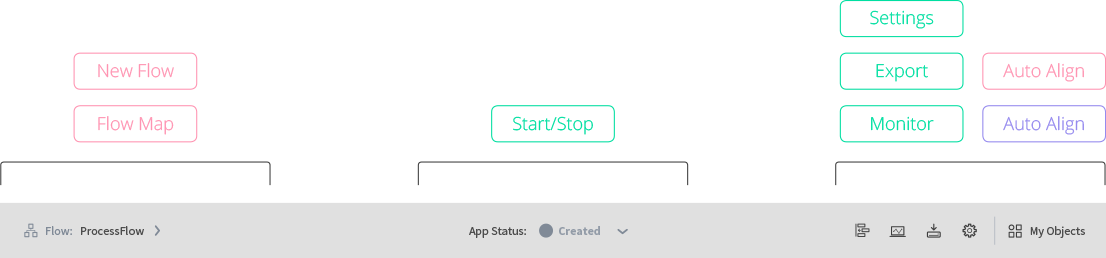 Settings
New Flow
Export
Auto Align
Flow Map
Start/Stop
Monitor
Auto Align
Flow: ProcessFlow
App Status: Created
My Objects